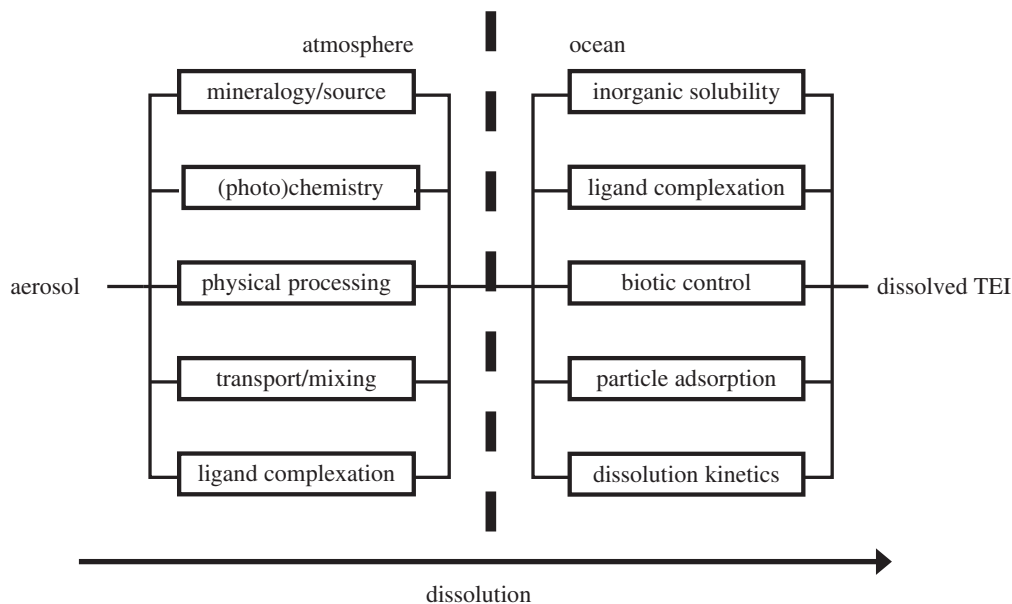 atmosphere
ocean
mineralogy/source
inorganic solubility
(photo)chemistry
ligand complexation
aerosol
physical processing
biotic control
dissolved TEI
transport/mixing
particle adsorption
ligand complexation
dissolution kinetics
dissolution